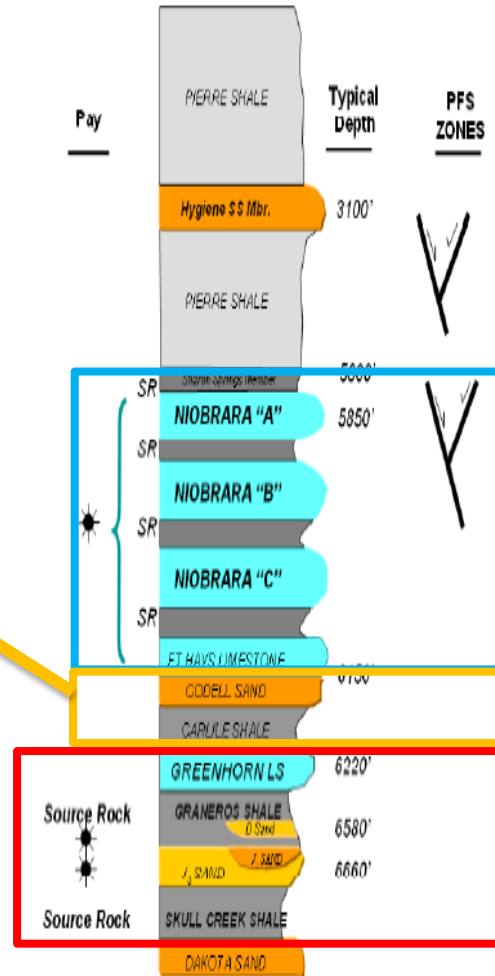 Pay
Typical Depth
PFS ZONES
PIERRE SHALE
Hygiene SS Mbr.
3100'
PIERRE SHALE
Sharon Springs Member
SR
NIOBRARA "A"
5850'
SR
NIOBRARA "B"
SR
NIOBRARA "C"
SR
FT HAYS LIMESTONE
CODELL SAND
CARLILE SHALE
GREENHORN LS
6220'
GRANEROS SHALE
Source Rock
D Sand
6580'
J SAND
SAND
6660'
Source Rock
SKULL CREEK SHALE
DAKOTA SAND